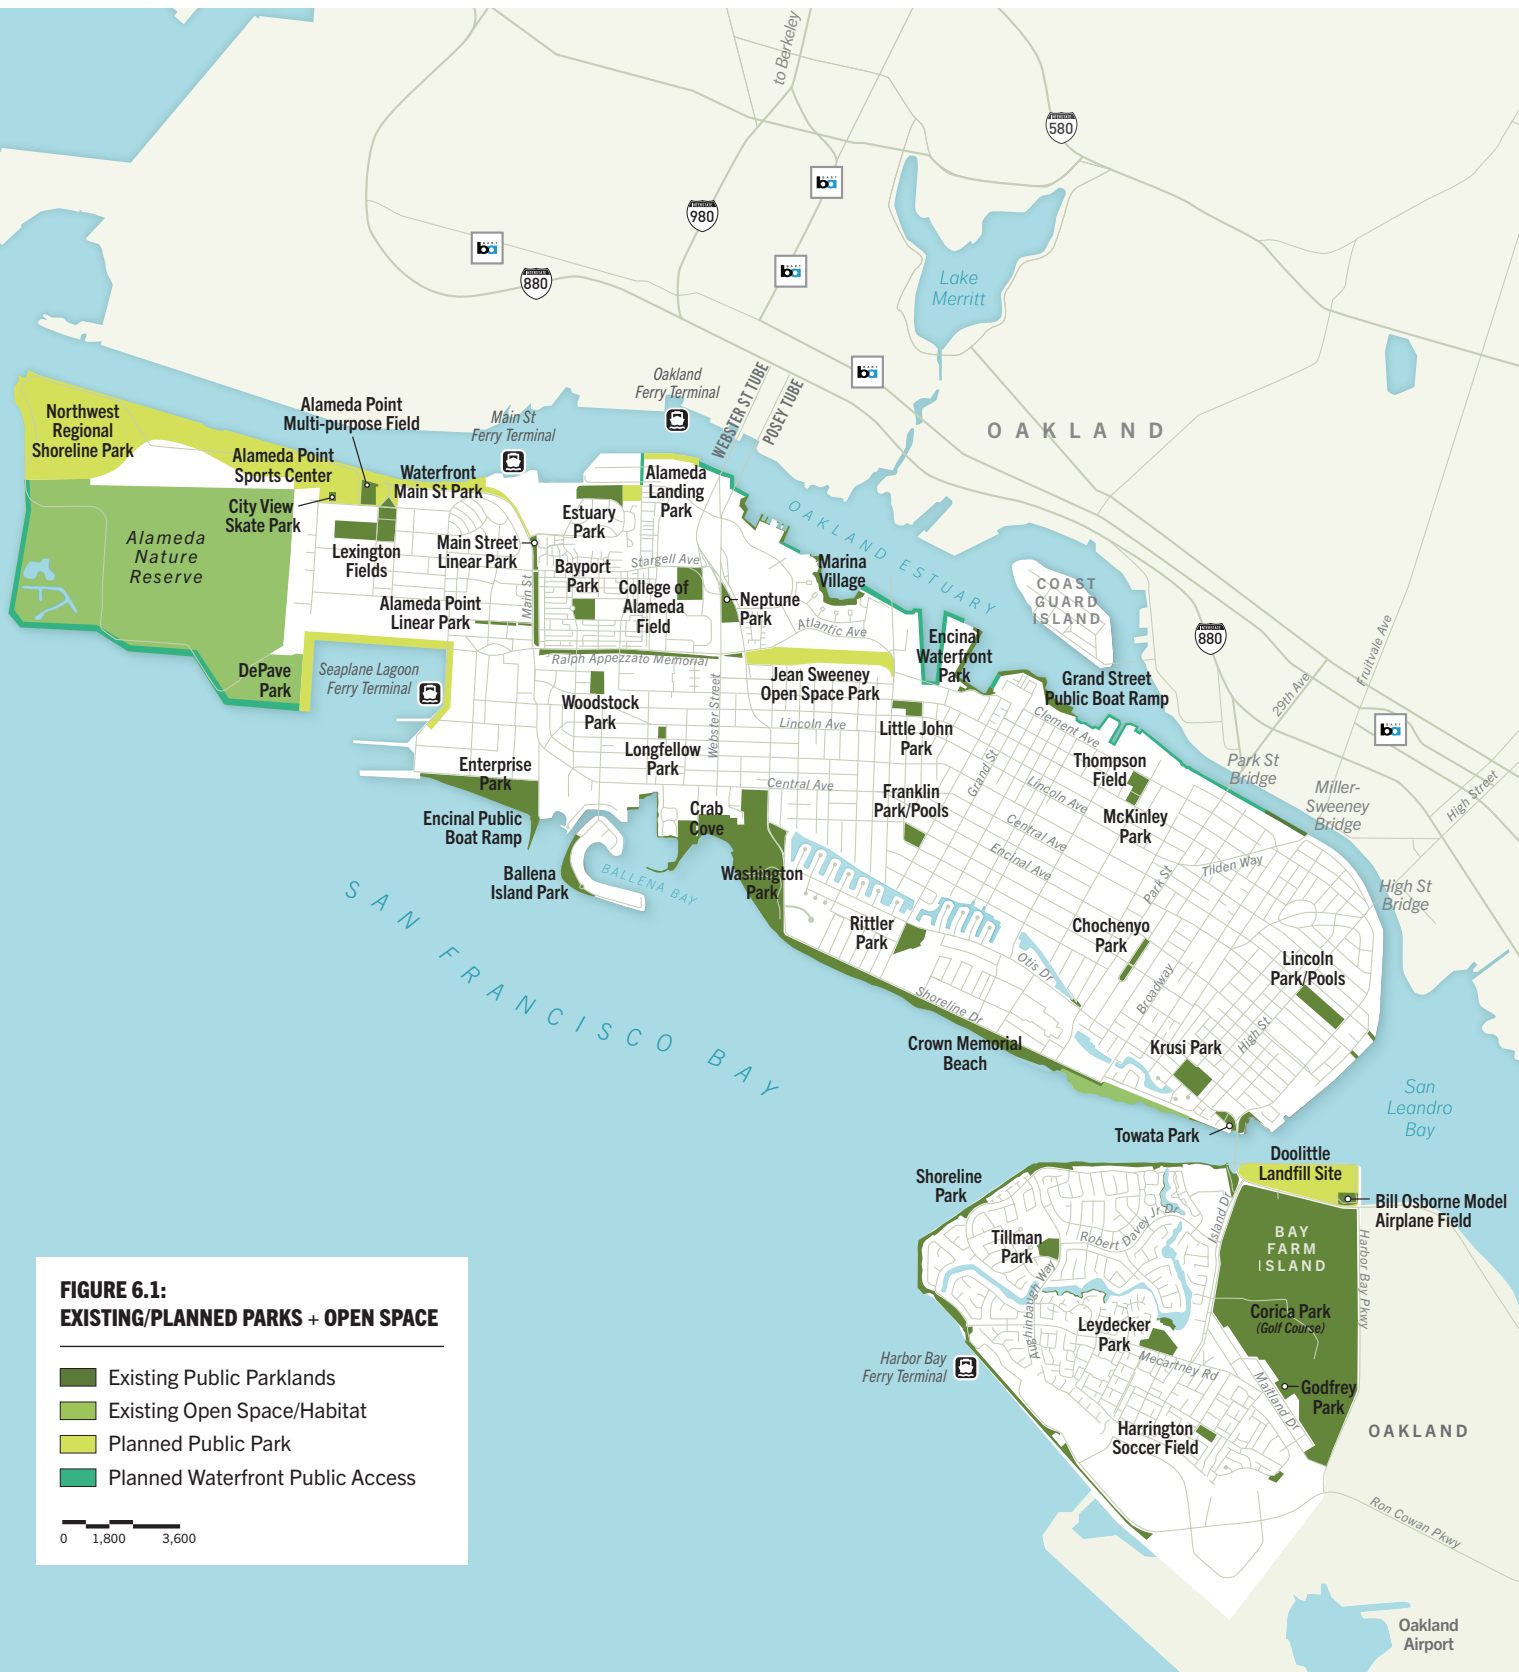 to Berkeley
580
980
880
Lake
Merritt
OAKLAND
Oakland
Ferry Terminal
WEBSTER ST TUBE
POSEY TUBE
Main St
Ferry Terminal
Northwest
Regional
Shoreline Park
Alameda Point
Multi-purpose Field
Alameda Point
Sports Center
Waterfront
Main St Park
City View
Skate Park
Alameda
Nature
Reserve
Lexington
Fields
Alameda
Landing
Park
Estuary
Park
Main Street
Linear Park
Bayport
Park
Stargell Ave
College of
Alameda
Field
Neptune
Park
Main St
Alameda Point
Linear Park
OAKLAND ESTUARY
Marina
Village
Atlantic Ave
COAST
GUARD
ISLAND
880
Fruitvale Ave
29th Ave
Encinal
Waterfront
Park
Ralph Appezzato Memorial
DePave
Park
Seaplane Lagoon
Ferry Terminal
Jean Sweeney
Open Space Park
Grand Street
Public Boat Ramp
Woodstock
Park
Webster Street
Lincoln Ave
Little John
Park
Clement Ave
Longfellow
Park
Thompson
Field
Park St
Bridge
Miller-
Sweeney
Bridge
High Street
Enterprise
Park
Central Ave
Franklin
Park/Pools
Grand St
Lincoln Ave
McKinley
Park
Encinal Public
Boat Ramp
Crab
Cove
Central Ave
Encinal Ave
Tilden Way
Park St
High St
Bridge
Ballena
Island Park
BALLENA BAY
Washington
Park
SAN FRANCISCO BAY
Rittler
Park
Chochenyo
Park
Otis Dr
Broadway
Lincoln
Park/Pools
Shoreline Dr
High St
Crown Memorial
Beach
Krusi Park
San
Leandro
Bay
Towata Park
Doolittle
Landfill Site
Shoreline
Park
Bill Osborne Model
Airplane Field
Island Dr
Robert Davey Jr Dr
BAY
FARM
ISLAND
Harbor Bay Pkwy
Tillman
Park
Aughinbaugh Way
Corica Park
(Golf Course)
Leydecker
Park
Mecartney Rd
Maitland Dr
Harbor Bay
Ferry Terminal
Godfrey
Park
Harrington
Soccer Field
OAKLAND
Ron Cowan Pkwy
Oakland
Airport
FIGURE 6.1:
EXISTING/PLANNED PARKS + OPEN SPACE
Existing Public Parklands
Existing Open Space/Habitat
Planned Public Park
Planned Waterfront Public Access
0 1,800 3,600